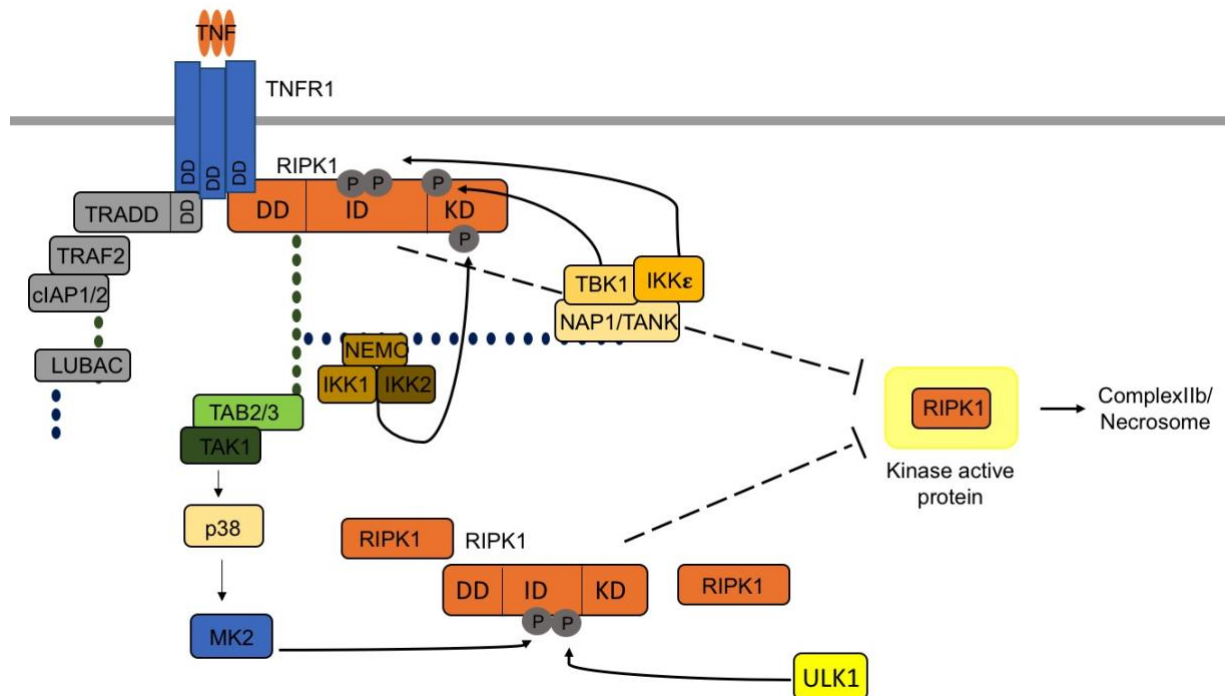 TNF
TNFR1
DD
DD
DD
RIPK1
P
P
P
TRADD
DD
DD
ID
KD
P
TRAF2
cIAP1/2
TBK1
IKKε
NAP1/TANK
LUBAC
NEMO
IKK1
IKK2
TAB2/3
TAK1
RIPK1
ComplexIIb/
Necrosome
Kinase active
protein
p38
RIPK1
RIPK1
DD
ID
KD
RIPK1
P
P
MK2
ULK1